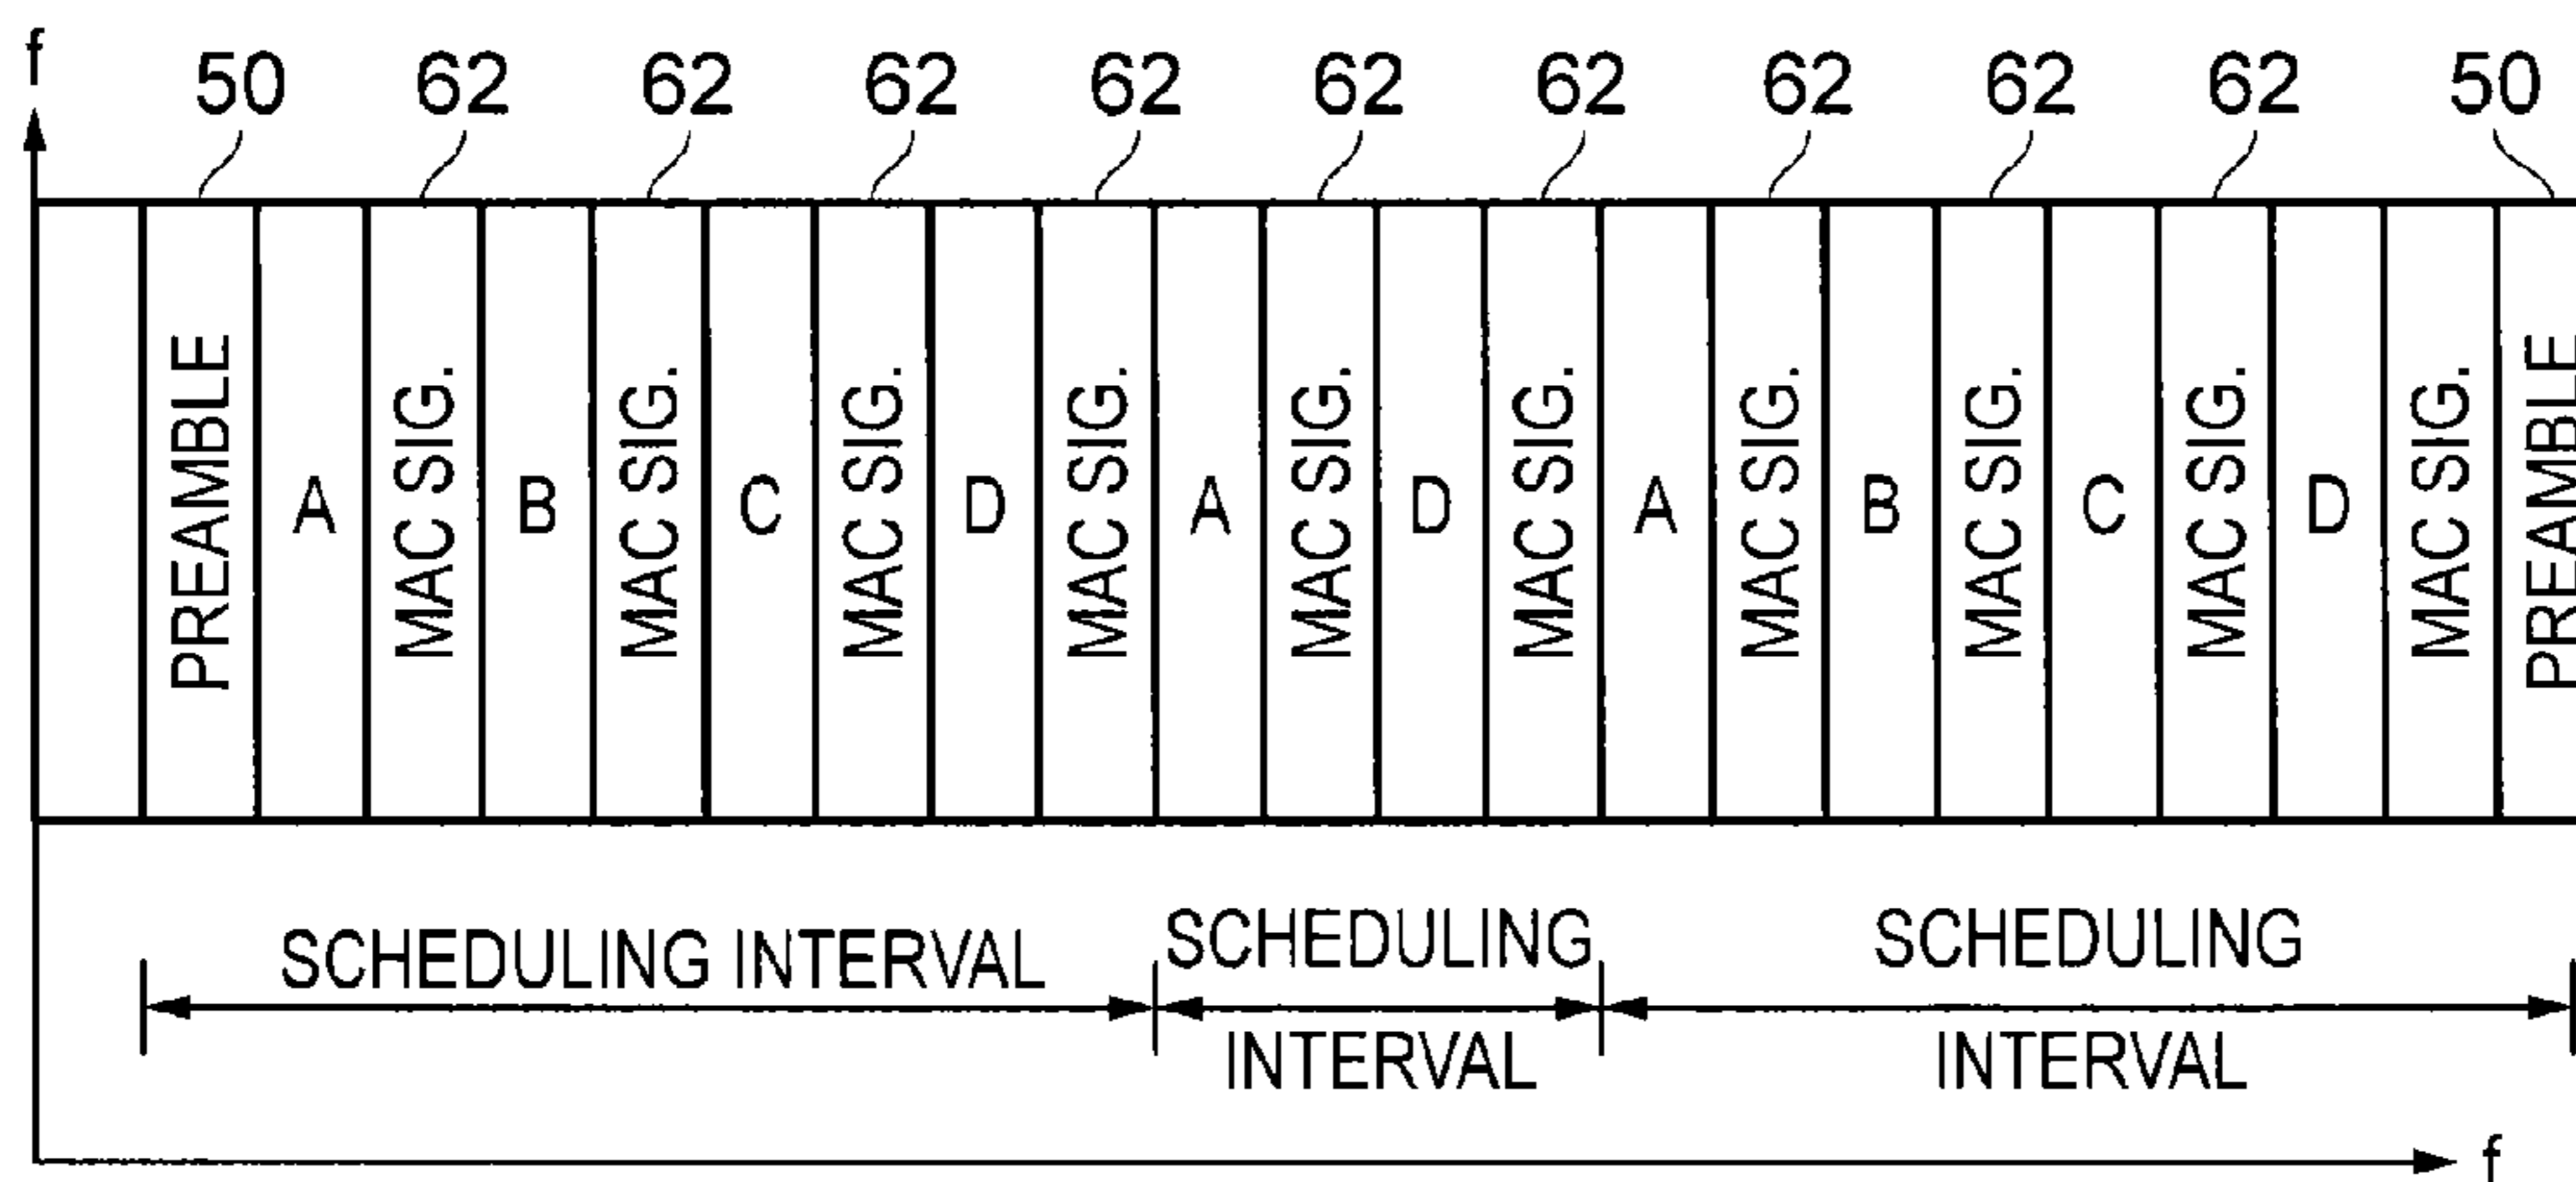 f
50 62 62 62 62 62 62 62 62 62 50
PREAMBLE A MAC SIG. B MAC SIG. C MAC SIG. D MAC SIG. A MAC SIG. D MAC SIG. A MAC SIG. B MAC SIG. C MAC SIG. D MAC SIG. PREAMBLE
SCHEDULING INTERVAL
SCHEDULING
INTERVAL
SCHEDULING
INTERVAL
f